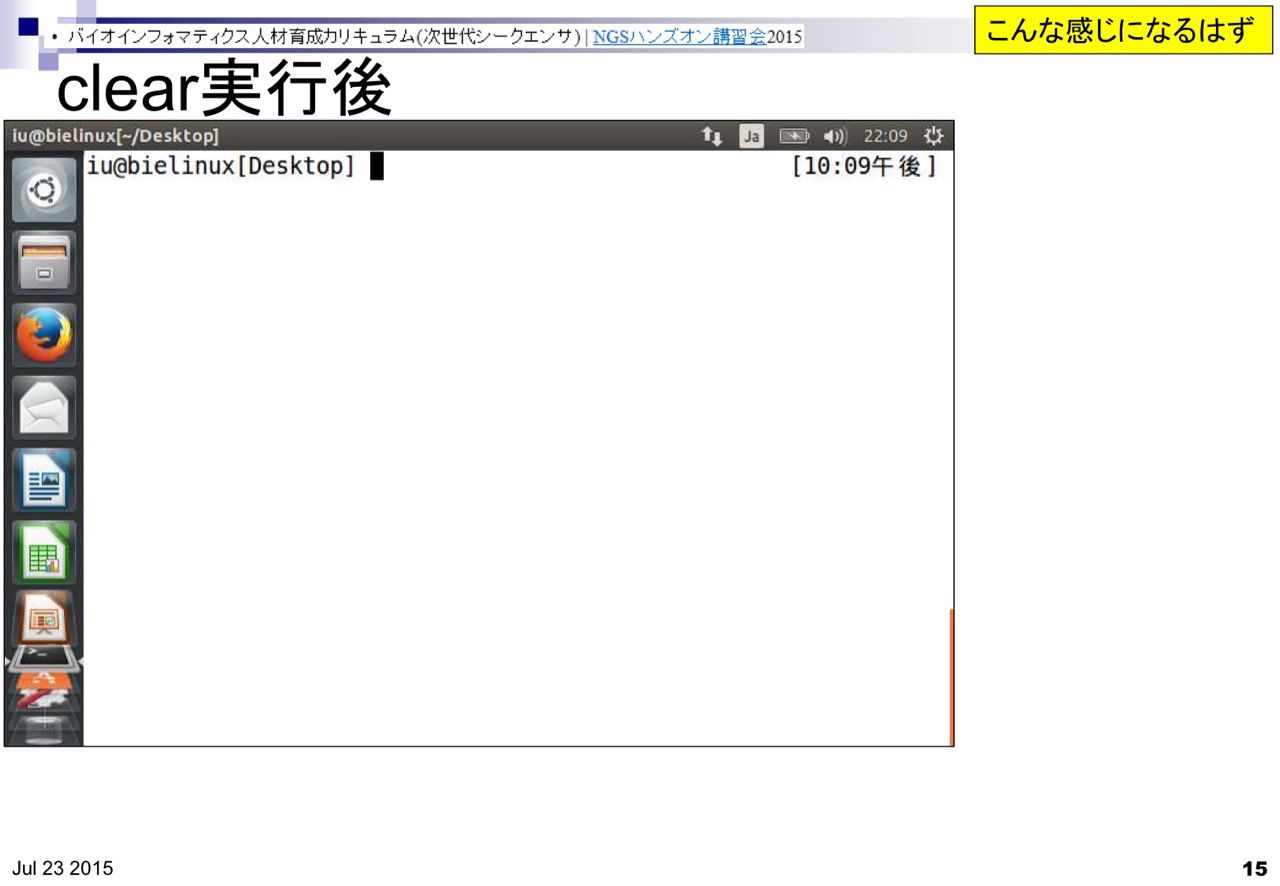 • バイオインフォマティクス人材育成カリキュラム(次世代シークエンサ) | NGSハンズオン講習会2015
こんな感じになるはず
clear実行後
iu@bielinux[~/Desktop]
Ja
22:09
iu@bielinux[Desktop]
[10:09午後]
Jul 23 2015
15